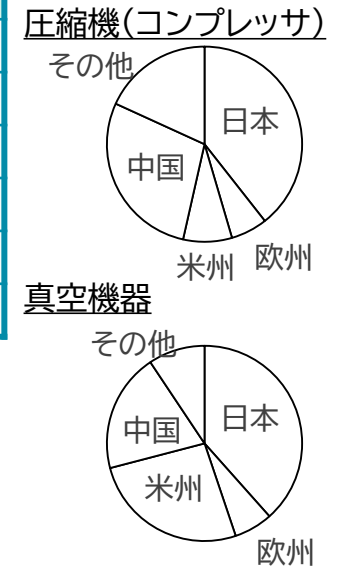 圧縮機(コンプレッサ)
その他
日本
中国
米州
欧州
真空機器
その他
日本
中国
米州
欧州